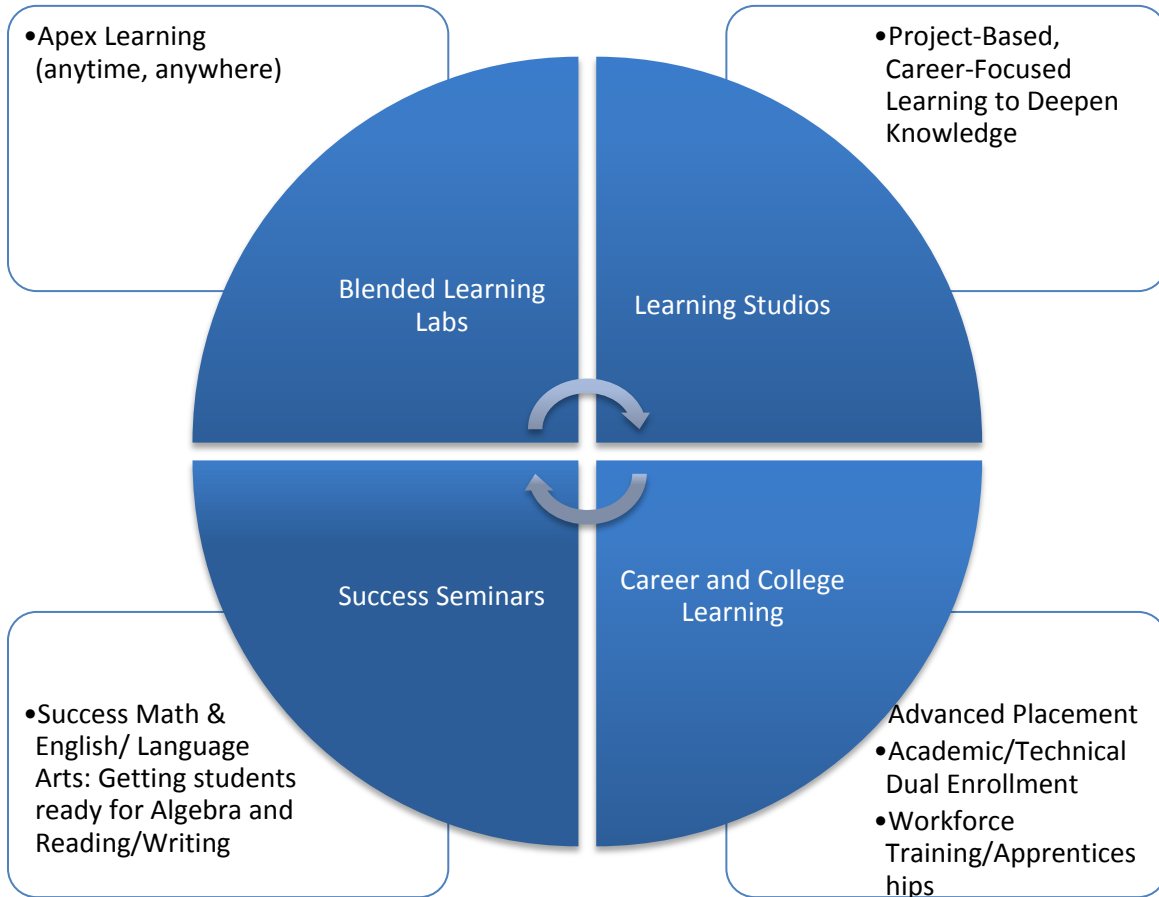 •Apex Learning
(anytime, anywhere)
•Project-Based,
Career-Focused
Learning to Deepen
Knowledge
Blended Learning
Labs
Learning Studios
Success Seminars
Career and College
Learning
•Success Math &
English/ Language
Arts: Getting students
ready for Algebra and
Reading/Writing
Advanced Placement
•Academic/Technical
Dual Enrollment
•Workforce
Training/Apprentices
hips